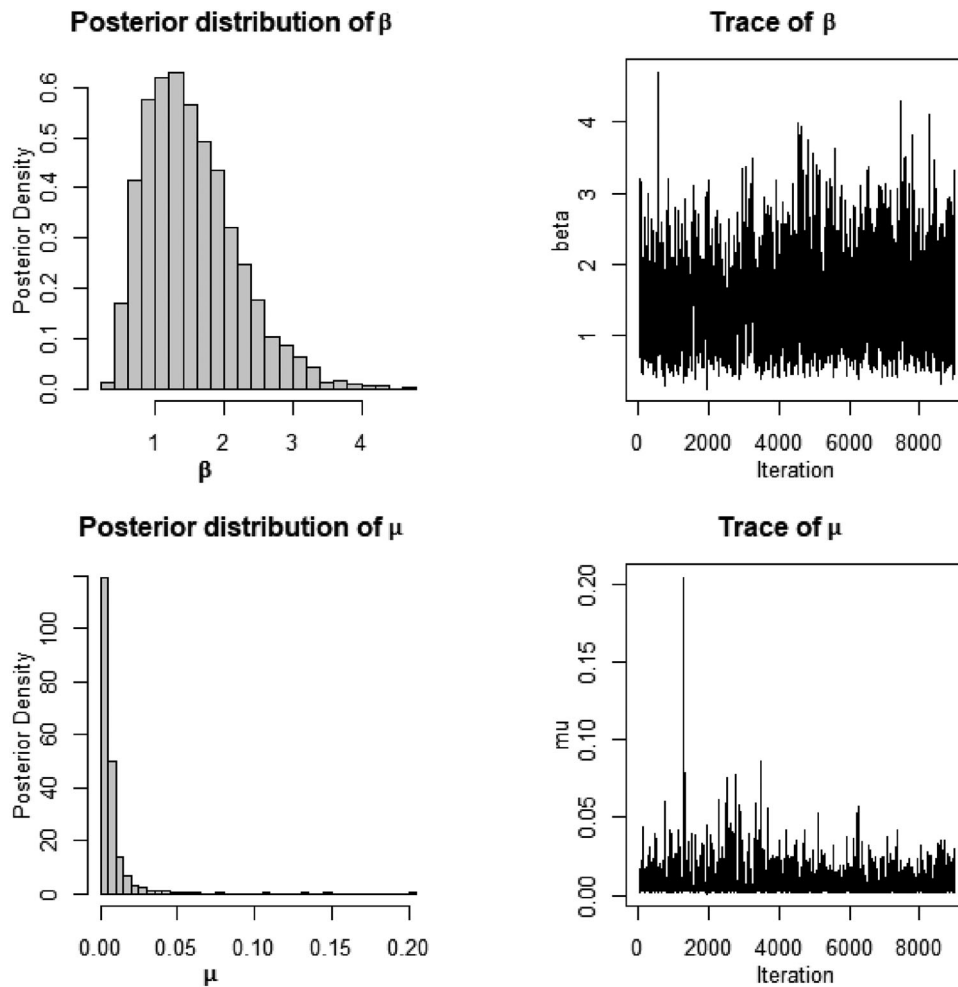 Posterior distribution of β
Posterior Density
0.0 0.1 0.2 0.3 0.4 0.5 0.6
1 2 3 4
β
Trace of β
beta
1 2 3 4
0 2000 4000 6000 8000
Iteration
Posterior distribution of μ
Posterior Density
0 20 40 60 80 100
0.00 0.05 0.10 0.15 0.20
μ
Trace of μ
mu
0.00 0.05 0.10 0.15 0.20
0 2000 4000 6000 8000
Iteration